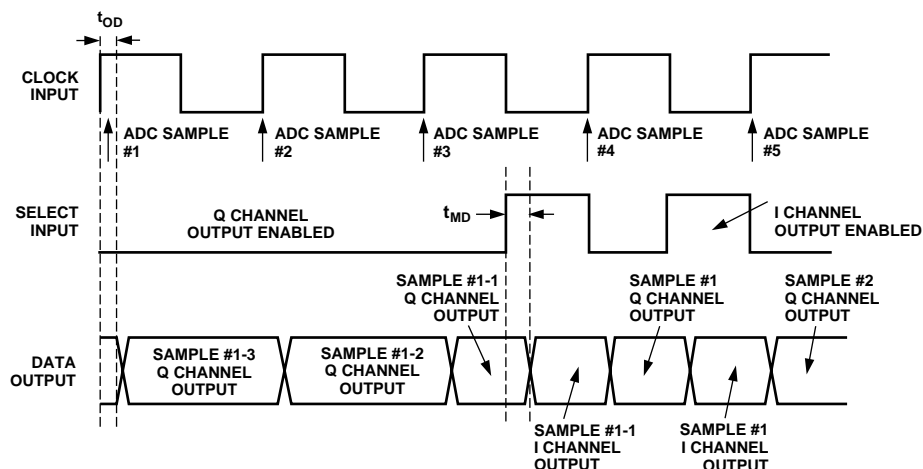 tOD
CLOCK
INPUT
ADC SAMPLE
#1
ADC SAMPLE
#2
ADC SAMPLE
#3
ADC SAMPLE
#4
ADC SAMPLE
#5
SELECT
INPUT
Q CHANNEL
OUTPUT ENABLED
tMD
I CHANNEL
OUTPUT ENABLED
SAMPLE #1-1
Q CHANNEL
OUTPUT
SAMPLE #1
Q CHANNEL
OUTPUT
SAMPLE #2
Q CHANNEL
OUTPUT
DATA
OUTPUT
SAMPLE #1-3
Q CHANNEL
OUTPUT
SAMPLE #1-2
Q CHANNEL
OUTPUT
SAMPLE #1-1
I CHANNEL
OUTPUT
SAMPLE #1
I CHANNEL
OUTPUT